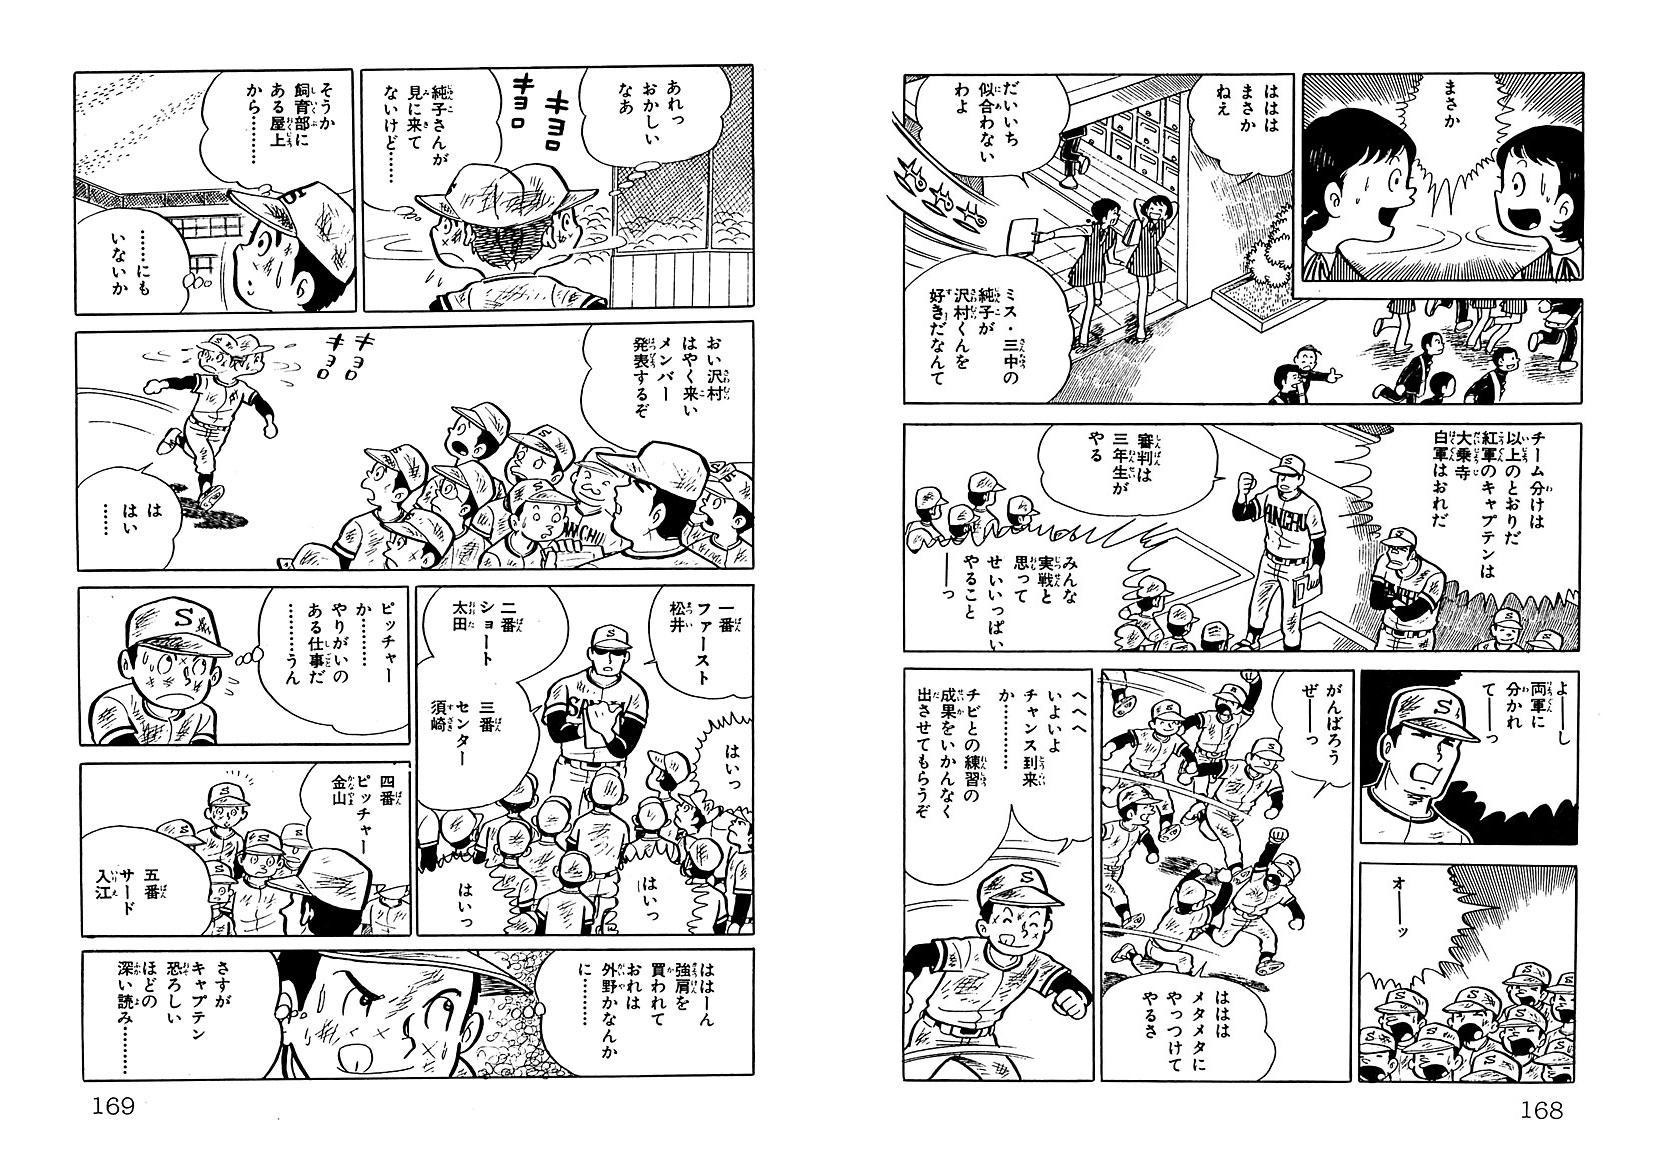 まさか
ははは
まさか
ねえ
だいいち
似合わない
わよ
ミス・三中の
純子が
沢村くんを
好きだなんて
チーム分けは
以上のとおりだ
紅軍のキャプテンは
大乗寺
白軍はおれだ
審判は
三年生が
やる
みんな
実戦と
思って
せいいっぱい
やること
――っ
よ――し
両軍に
分かれ
て――っ
オ――ッ
がんばろう
ぜ――っ
ははは
メタメタに
やっつけて
やるさ
へへへ
いよいよ
チャンス到来
か…………
チビとの練習の
成果をいかんなく
出させてもらうぞ
168
あれっ
おかしい
なあ
キョロ
キョロ
純子さんが
見に来て
ないけど……
そうか
飼育部に
ある屋上
から…………
……にも
いないか
おい沢村
はやく来い
メンバー
発表するぞ
キョロ
キョロ
は
はい
……
一番
ファースト
松井
二番
ショート
太田
三番
センター
須崎
はいっ
はいっ
はいっ
ピッチャー
か…………
やりがいの
ある仕事だ
…………うん
四番
ピッチャー
金山
五番
サード
入江
ははーん
強肩を
買われて
おれは
外野かなんか
に…………
さすが
キャプテン
恐ろしい
ほどの
深い読み…………
169